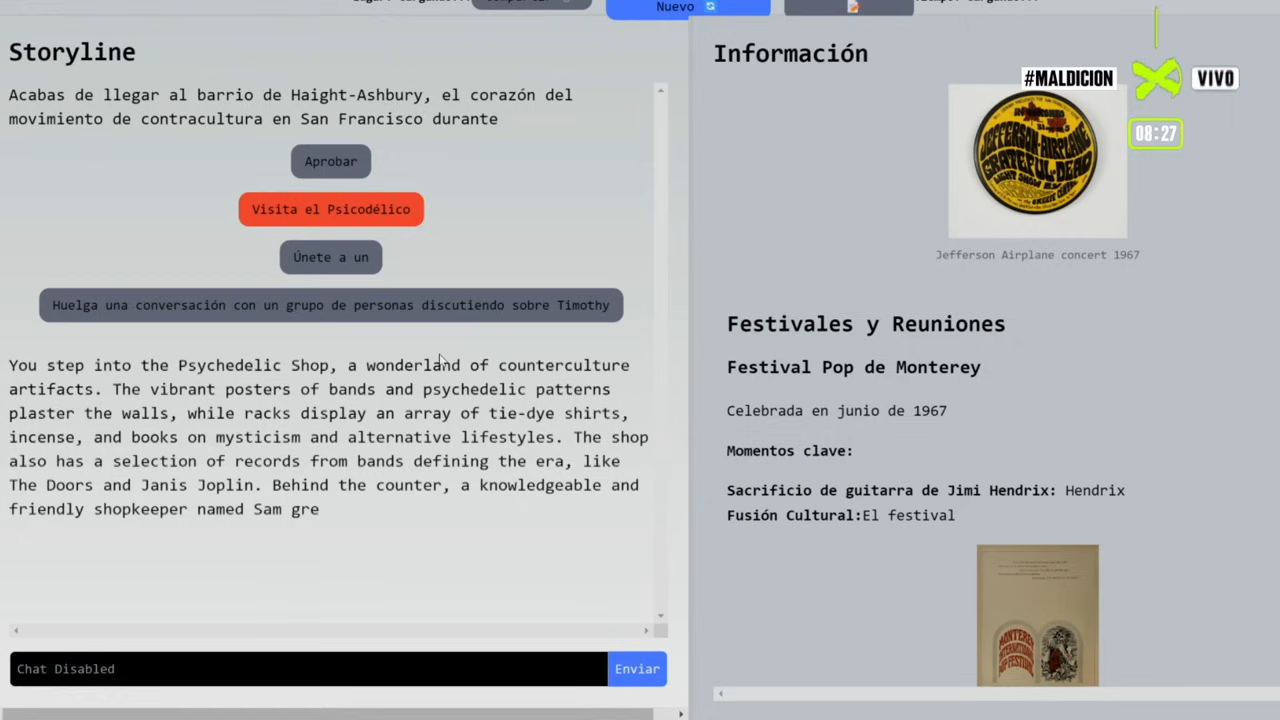 Nuevo
Storyline
Acabas de llegar al barrio de Haight-Ashbury, el corazón del
movimiento de contracultura en San Francisco durante
Aprobar
Visita el Psicodélico
Únete a un
Huelga una conversación con un grupo de personas discutiendo sobre Timothy
You step into the Psychedelic Shop, a wonderland of counterculture
artifacts. The vibrant posters of bands and psychedelic patterns
plaster the walls, while racks display an array of tie-dye shirts,
incense, and books on mysticism and alternative lifestyles. The shop
also has a selection of records from bands defining the era, like
The Doors and Janis Joplin. Behind the counter, a knowledgeable and
friendly shopkeeper named Sam gre
Chat Disabled
Enviar
Información
#MALDICION
VIVO
08:27
JEFFERSON AIRPLANE
GRATEFUL DEAD
Jefferson Airplane concert 1967
Festivales y Reuniones
Festival Pop de Monterey
Celebrada en junio de 1967
Momentos clave:
Sacrificio de guitarra de Jimi Hendrix: Hendrix
Fusión Cultural:El festival
MONTEREY
INTERNATIONAL
POP FESTIVAL